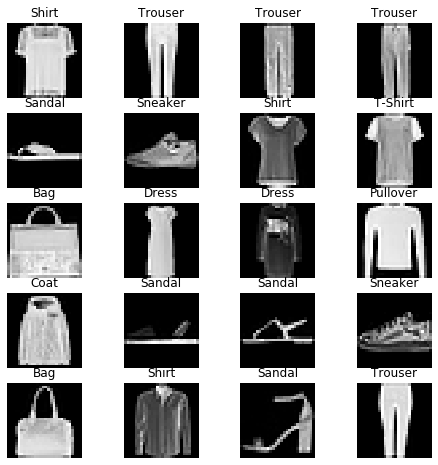 Shirt Trouser Trouser Trouser
Sandal Sneaker Shirt T-Shirt
Bag Dress Dress Pullover
Coat Sandal Sandal Sneaker
Bag Shirt Sandal Trouser